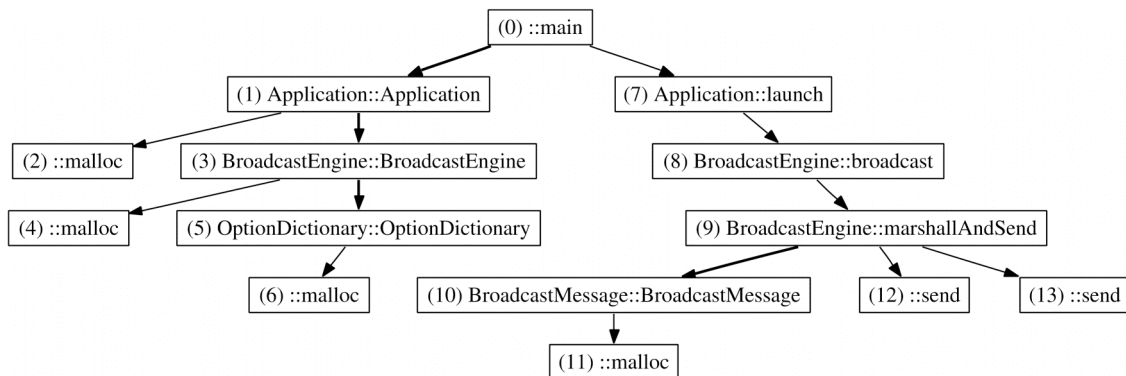 (0) ::main
(1) Application::Application
(7) Application::launch
(2) ::malloc
(3) BroadcastEngine::BroadcastEngine
(8) BroadcastEngine::broadcast
(4) ::malloc
(5) OptionDictionary::OptionDictionary
(9) BroadcastEngine::marshallAndSend
(6) ::malloc
(10) BroadcastMessage::BroadcastMessage
(12) ::send
(13) ::send
(11) ::malloc